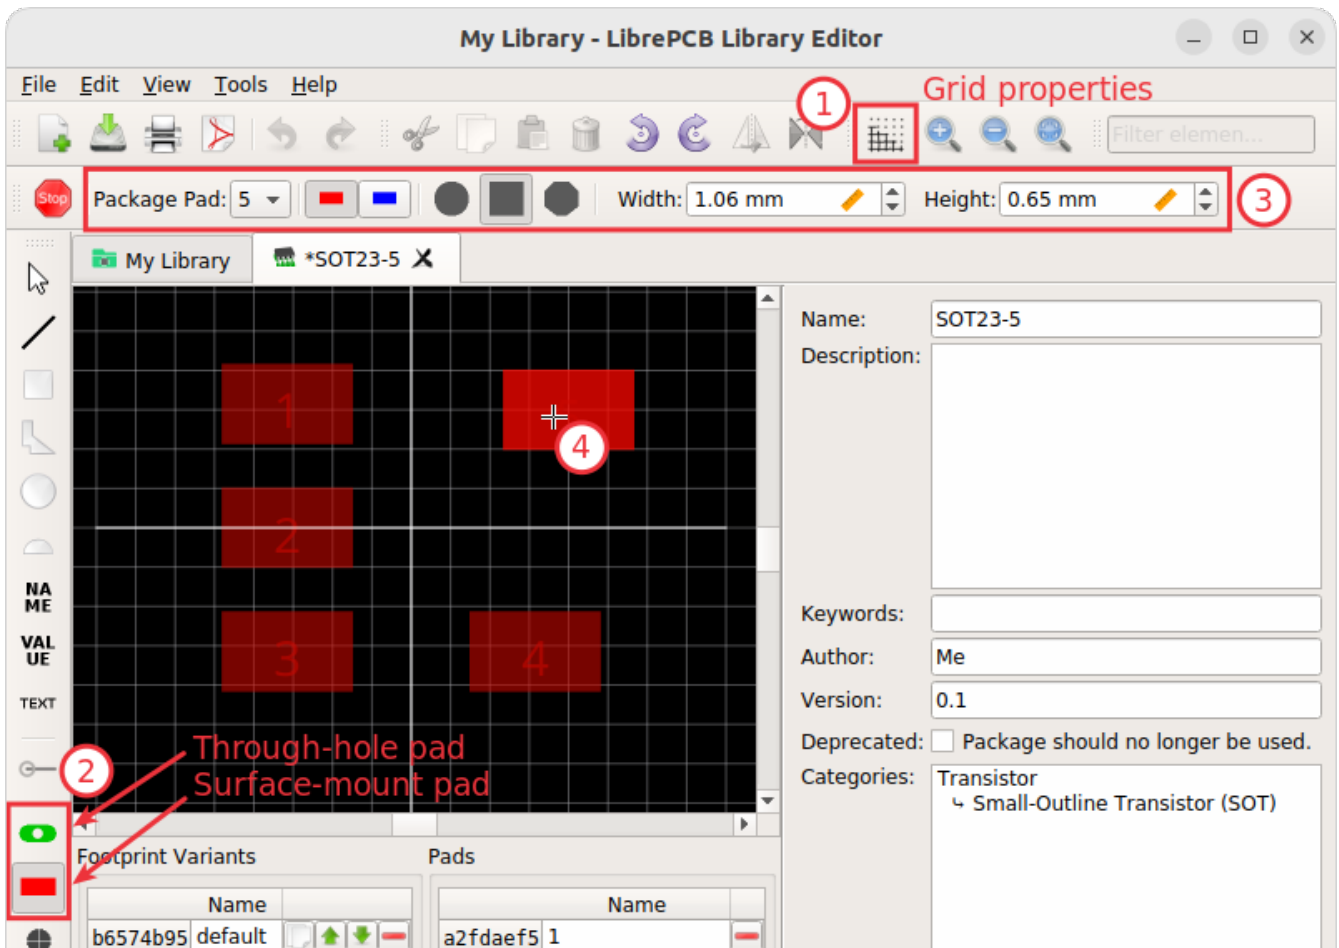 My Library - LibrePCB Library Editor
File Edit View Tools Help
1 Grid properties
Filter elemen...
Stop Package Pad: 5 Width: 1.06 mm Height: 0.65 mm 3
My Library *SOT23-5
Name: SOT23-5
Description:
1
4
2
3 4
NA
ME
VAL
UE
TEXT
Keywords:
Author: Me
Version: 0.1
Deprecated: Package should no longer be used.
Categories: Transistor
↳ Small-Outline Transistor (SOT)
2
Through-hole pad
Surface-mount pad
Footprint Variants Pads
Name Name
b6574b95 default a2fdaef5 1